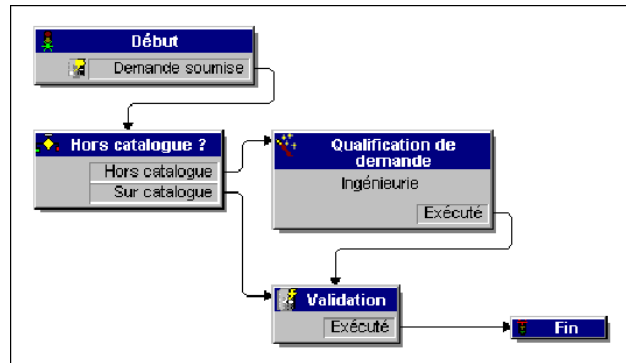 Début
Demande soumise
Hors catalogue ?
Hors catalogue
Sur catalogue
Qualification de
demande
Ingénieurie
Exécuté
Validation
Exécuté
Fin